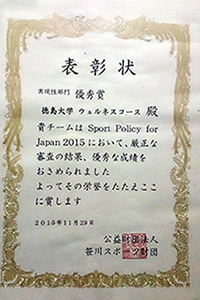 表彰状
実現性部門 優秀賞
徳島大学 ウェルネスコース 殿
貴チームは Sport Policy for
Japan 2015 において、厳正な
審査の結果、優秀な成績を
おさめられました
よってその栄誉をたたえここ
に賞します
2015年11月29日
公益財団法人
笹川スポーツ財団